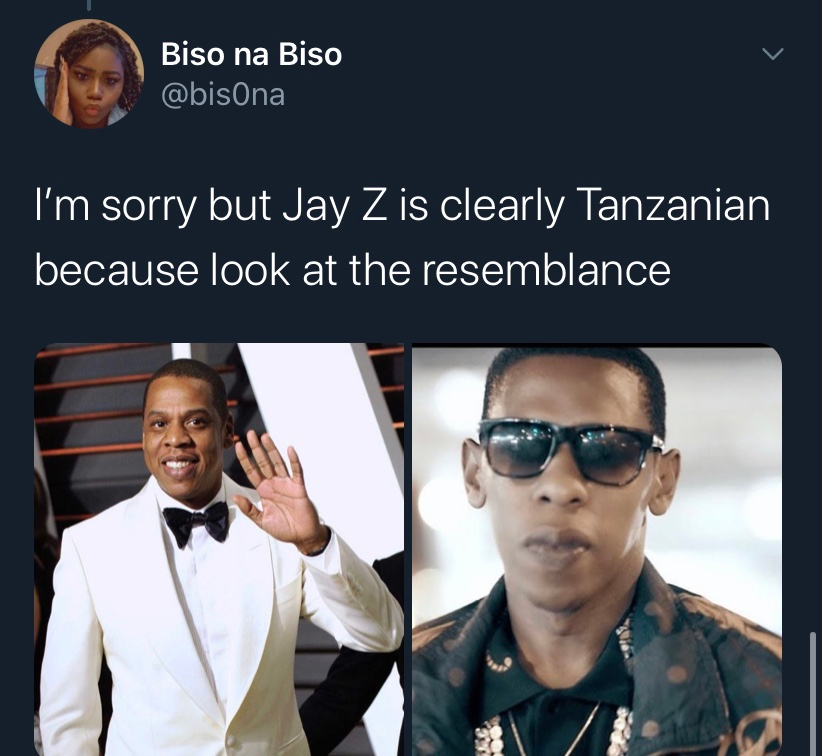 Biso na Biso
@bis0na
I'm sorry but Jay Z is clearly Tanzanian
because look at the resemblance